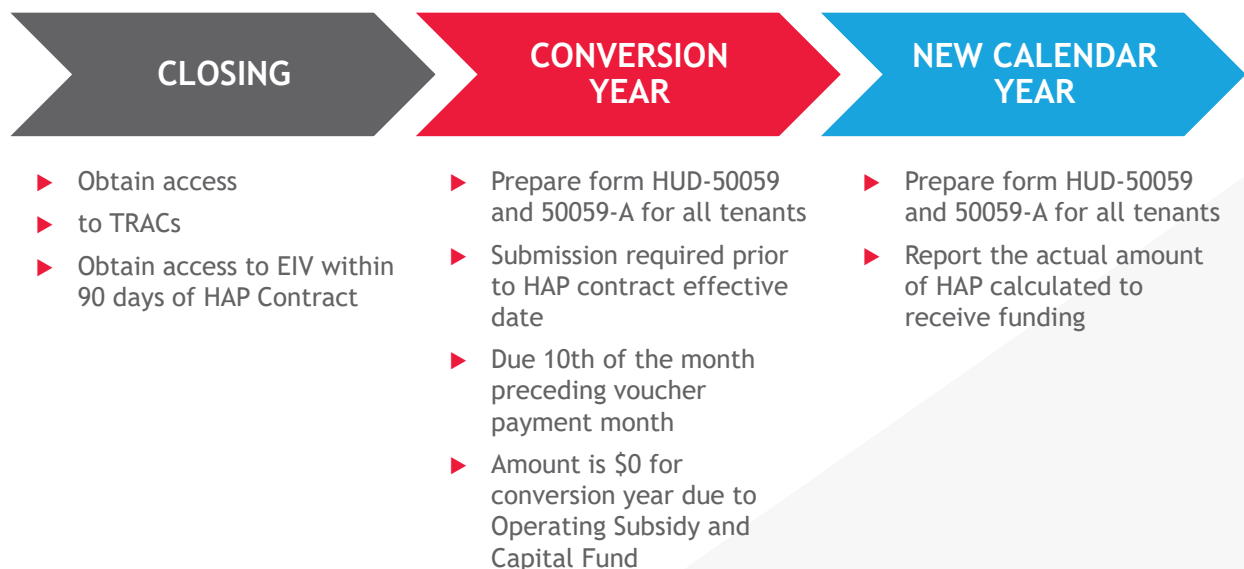 CLOSING
CONVERSION
YEAR
NEW CALENDAR
YEAR
Obtain access
to TRACs
Obtain access to EIV within
90 days of HAP Contract
Prepare form HUD-50059
and 50059-A for all tenants
Submission required prior
to HAP contract effective
date
Due 10th of the month
preceding voucher
payment month
Amount is $0 for
conversion year due to
Operating Subsidy and
Capital Fund
Prepare form HUD-50059
and 50059-A for all tenants
Report the actual amount
of HAP calculated to
receive funding